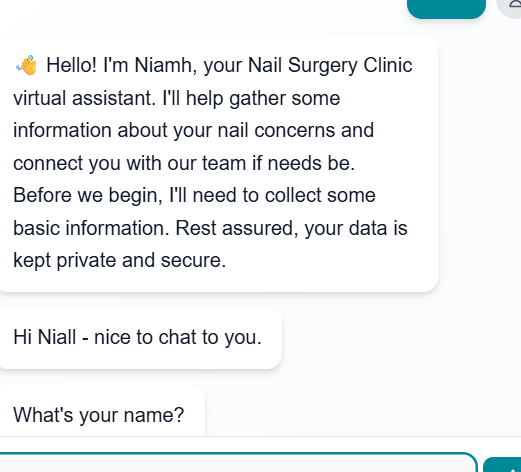 👋 Hello! I'm Niamh, your Nail Surgery Clinic
virtual assistant. I'll help gather some
information about your nail concerns and
connect you with our team if needs be.
Before we begin, I'll need to collect some
basic information. Rest assured, your data is
kept private and secure.
Hi Niall - nice to chat to you.
What's your name?